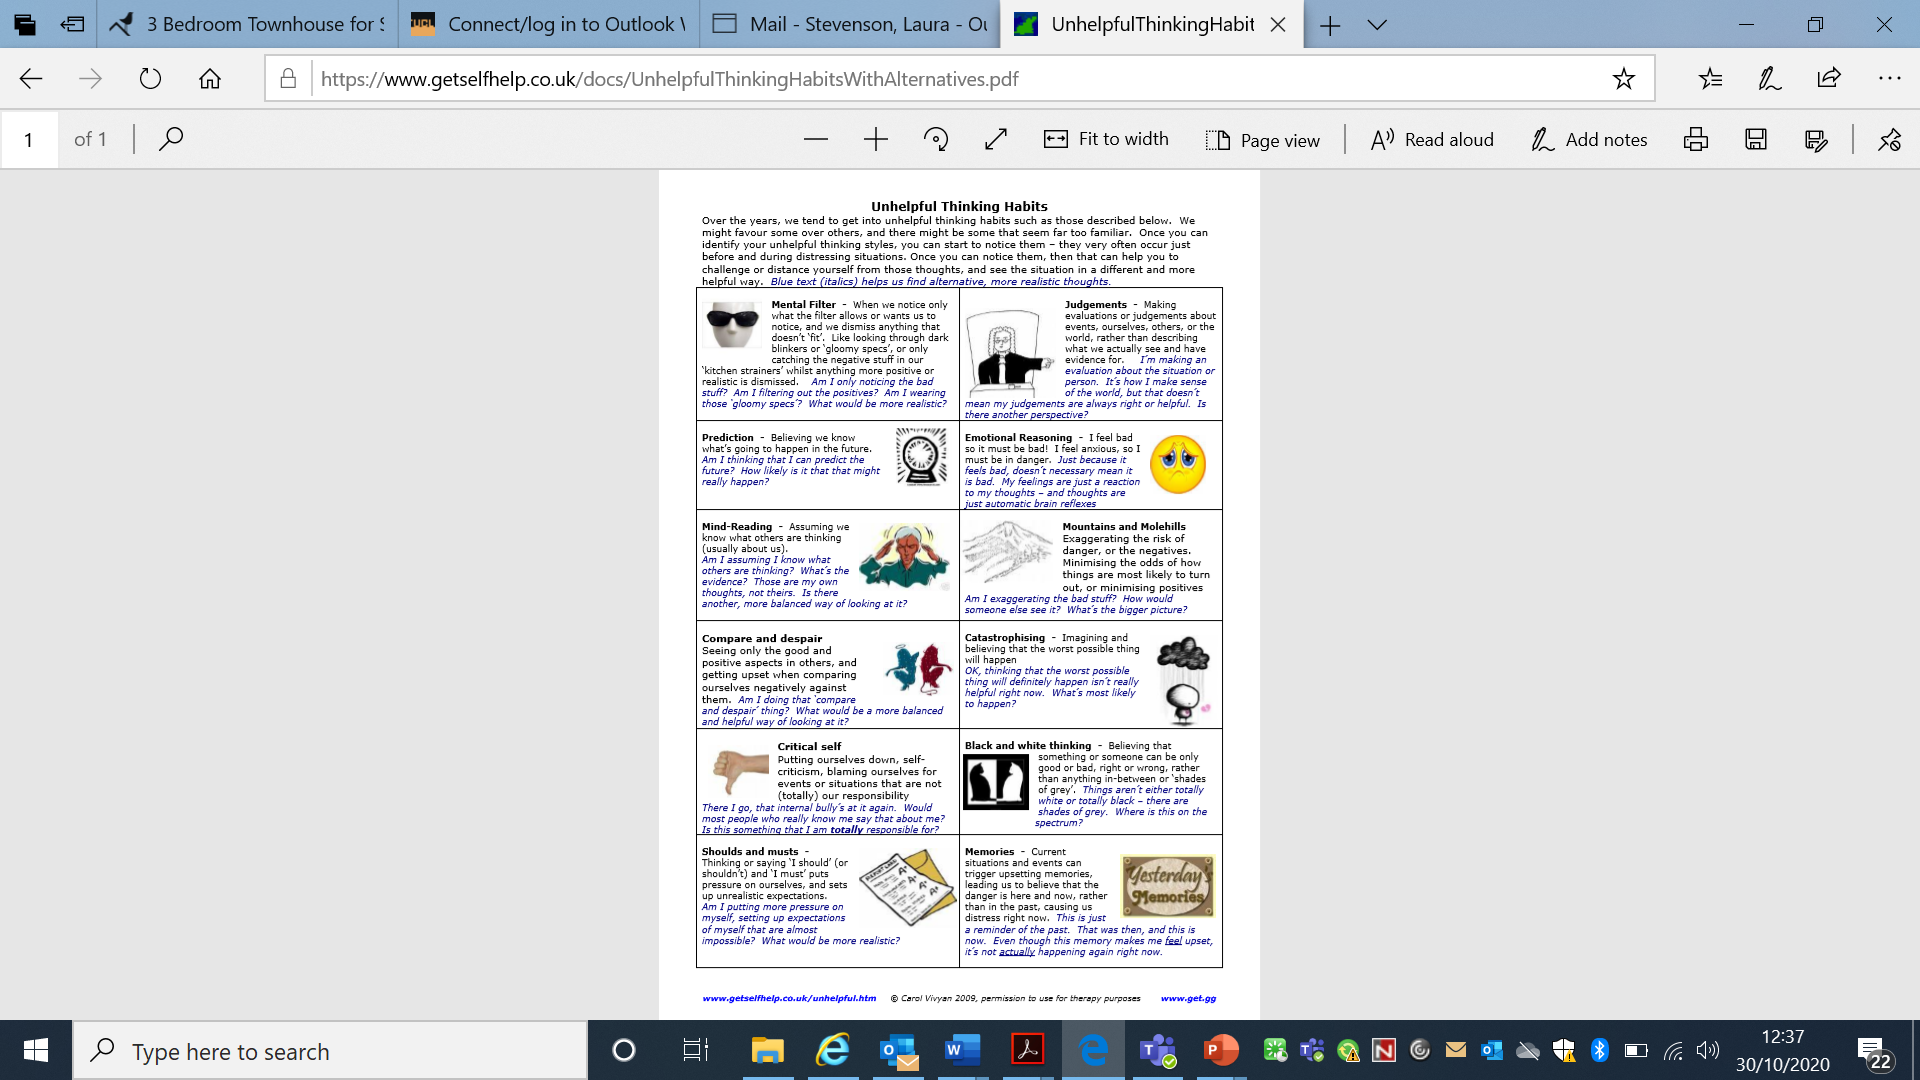 3 Bedroom Townhouse for S
UCL
Connect/log in to Outlook W
Mail - Stevenson, Laura - Ou
UnhelpfulThinkingHabit
https://www.getselfhelp.co.uk/docs/UnhelpfulThinkingHabitsWithAlternatives.pdf
1 of 1
Fit to width
Page view
Read aloud
Add notes
Unhelpful Thinking Habits
Over the years, we tend to get into unhelpful thinking habits such as those described below. We
might favour some over others, and there might be some that seem far too familiar. Once you can
identify your unhelpful thinking styles, you can start to notice them – they very often occur just
before and during distressing situations. Once you can notice them, then that can help you to
challenge or distance yourself from those thoughts, and see the situation in a different and more
helpful way. Blue text (italics) helps us find alternative, more realistic thoughts.
Mental Filter - When we notice only
what the filter allows or wants us to
notice, and we dismiss anything that
doesn't 'fit'. Like looking through dark
blinkers or 'gloomy specs', or only
catching the negative stuff in our
'kitchen strainers' whilst anything more positive or
realistic is dismissed. Am I only noticing the bad
stuff? Am I filtering out the positives? Am I wearing
those 'gloomy specs'? What would be more realistic?
Judgements - Making
evaluations or judgements about
events, ourselves, others, or the
world, rather than describing
what we actually see and have
evidence for. I'm making an
evaluation about the situation or
person. It's how I make sense
of the world, but that doesn't
mean my judgements are always right or helpful. Is
there another perspective?
Prediction - Believing we know
what's going to happen in the future.
Am I thinking that I can predict the
future? How likely is it that that might
really happen?
Emotional Reasoning - I feel bad
so it must be bad! I feel anxious, so I
must be in danger. Just because it
feels bad, doesn't necessary mean it
is bad. My feelings are just a reaction
to my thoughts – and thoughts are
just automatic brain reflexes
Mind-Reading - Assuming we
know what others are thinking
(usually about us).
Am I assuming I know what
others are thinking? What's the
evidence? Those are my own
thoughts, not theirs. Is there
another, more balanced way of looking at it?
Mountains and Molehills
Exaggerating the risk of
danger, or the negatives.
Minimising the odds of how
things are most likely to turn
out, or minimising positives
Am I exaggerating the bad stuff? How would
someone else see it? What's the bigger picture?
Compare and despair
Seeing only the good and
positive aspects in others, and
getting upset when comparing
ourselves negatively against
them. Am I doing that 'compare
and despair' thing? What would be a more balanced
and helpful way of looking at it?
Catastrophising - Imagining and
believing that the worst possible thing
will happen
OK, thinking that the worst possible
thing will definitely happen isn't really
helpful right now. What's most likely
to happen?
Critical self
Putting ourselves down, self-
criticism, blaming ourselves for
events or situations that are not
(totally) our responsibility
There I go, that internal bully's at it again. Would
most people who really know me say that about me?
Is this something that I am totally responsible for?
Black and white thinking - Believing that
something or someone can be only
good or bad, right or wrong, rather
than anything in-between or 'shades
of grey'. Things aren't either totally
white or totally black – there are
shades of grey. Where is this on the
spectrum?
Shoulds and musts -
Thinking or saying 'I should' (or
shouldn't) and 'I must' puts
pressure on ourselves, and sets
up unrealistic expectations.
Am I putting more pressure on
myself, setting up expectations
of myself that are almost
impossible? What would be more realistic?
Memories - Current
situations and events can
trigger upsetting memories,
leading us to believe that the
danger is here and now, rather
than in the past, causing us
distress right now. This is just
a reminder of the past. That was then, and this is
now. Even though this memory makes me feel upset,
it's not actually happening again right now.
Yesterday's
Memories
www.getselfhelp.co.uk/unhelpful.htm © Carol Vivyan 2009, permission to use for therapy purposes www.get.gg
Type here to search
12:37
30/10/2020
22